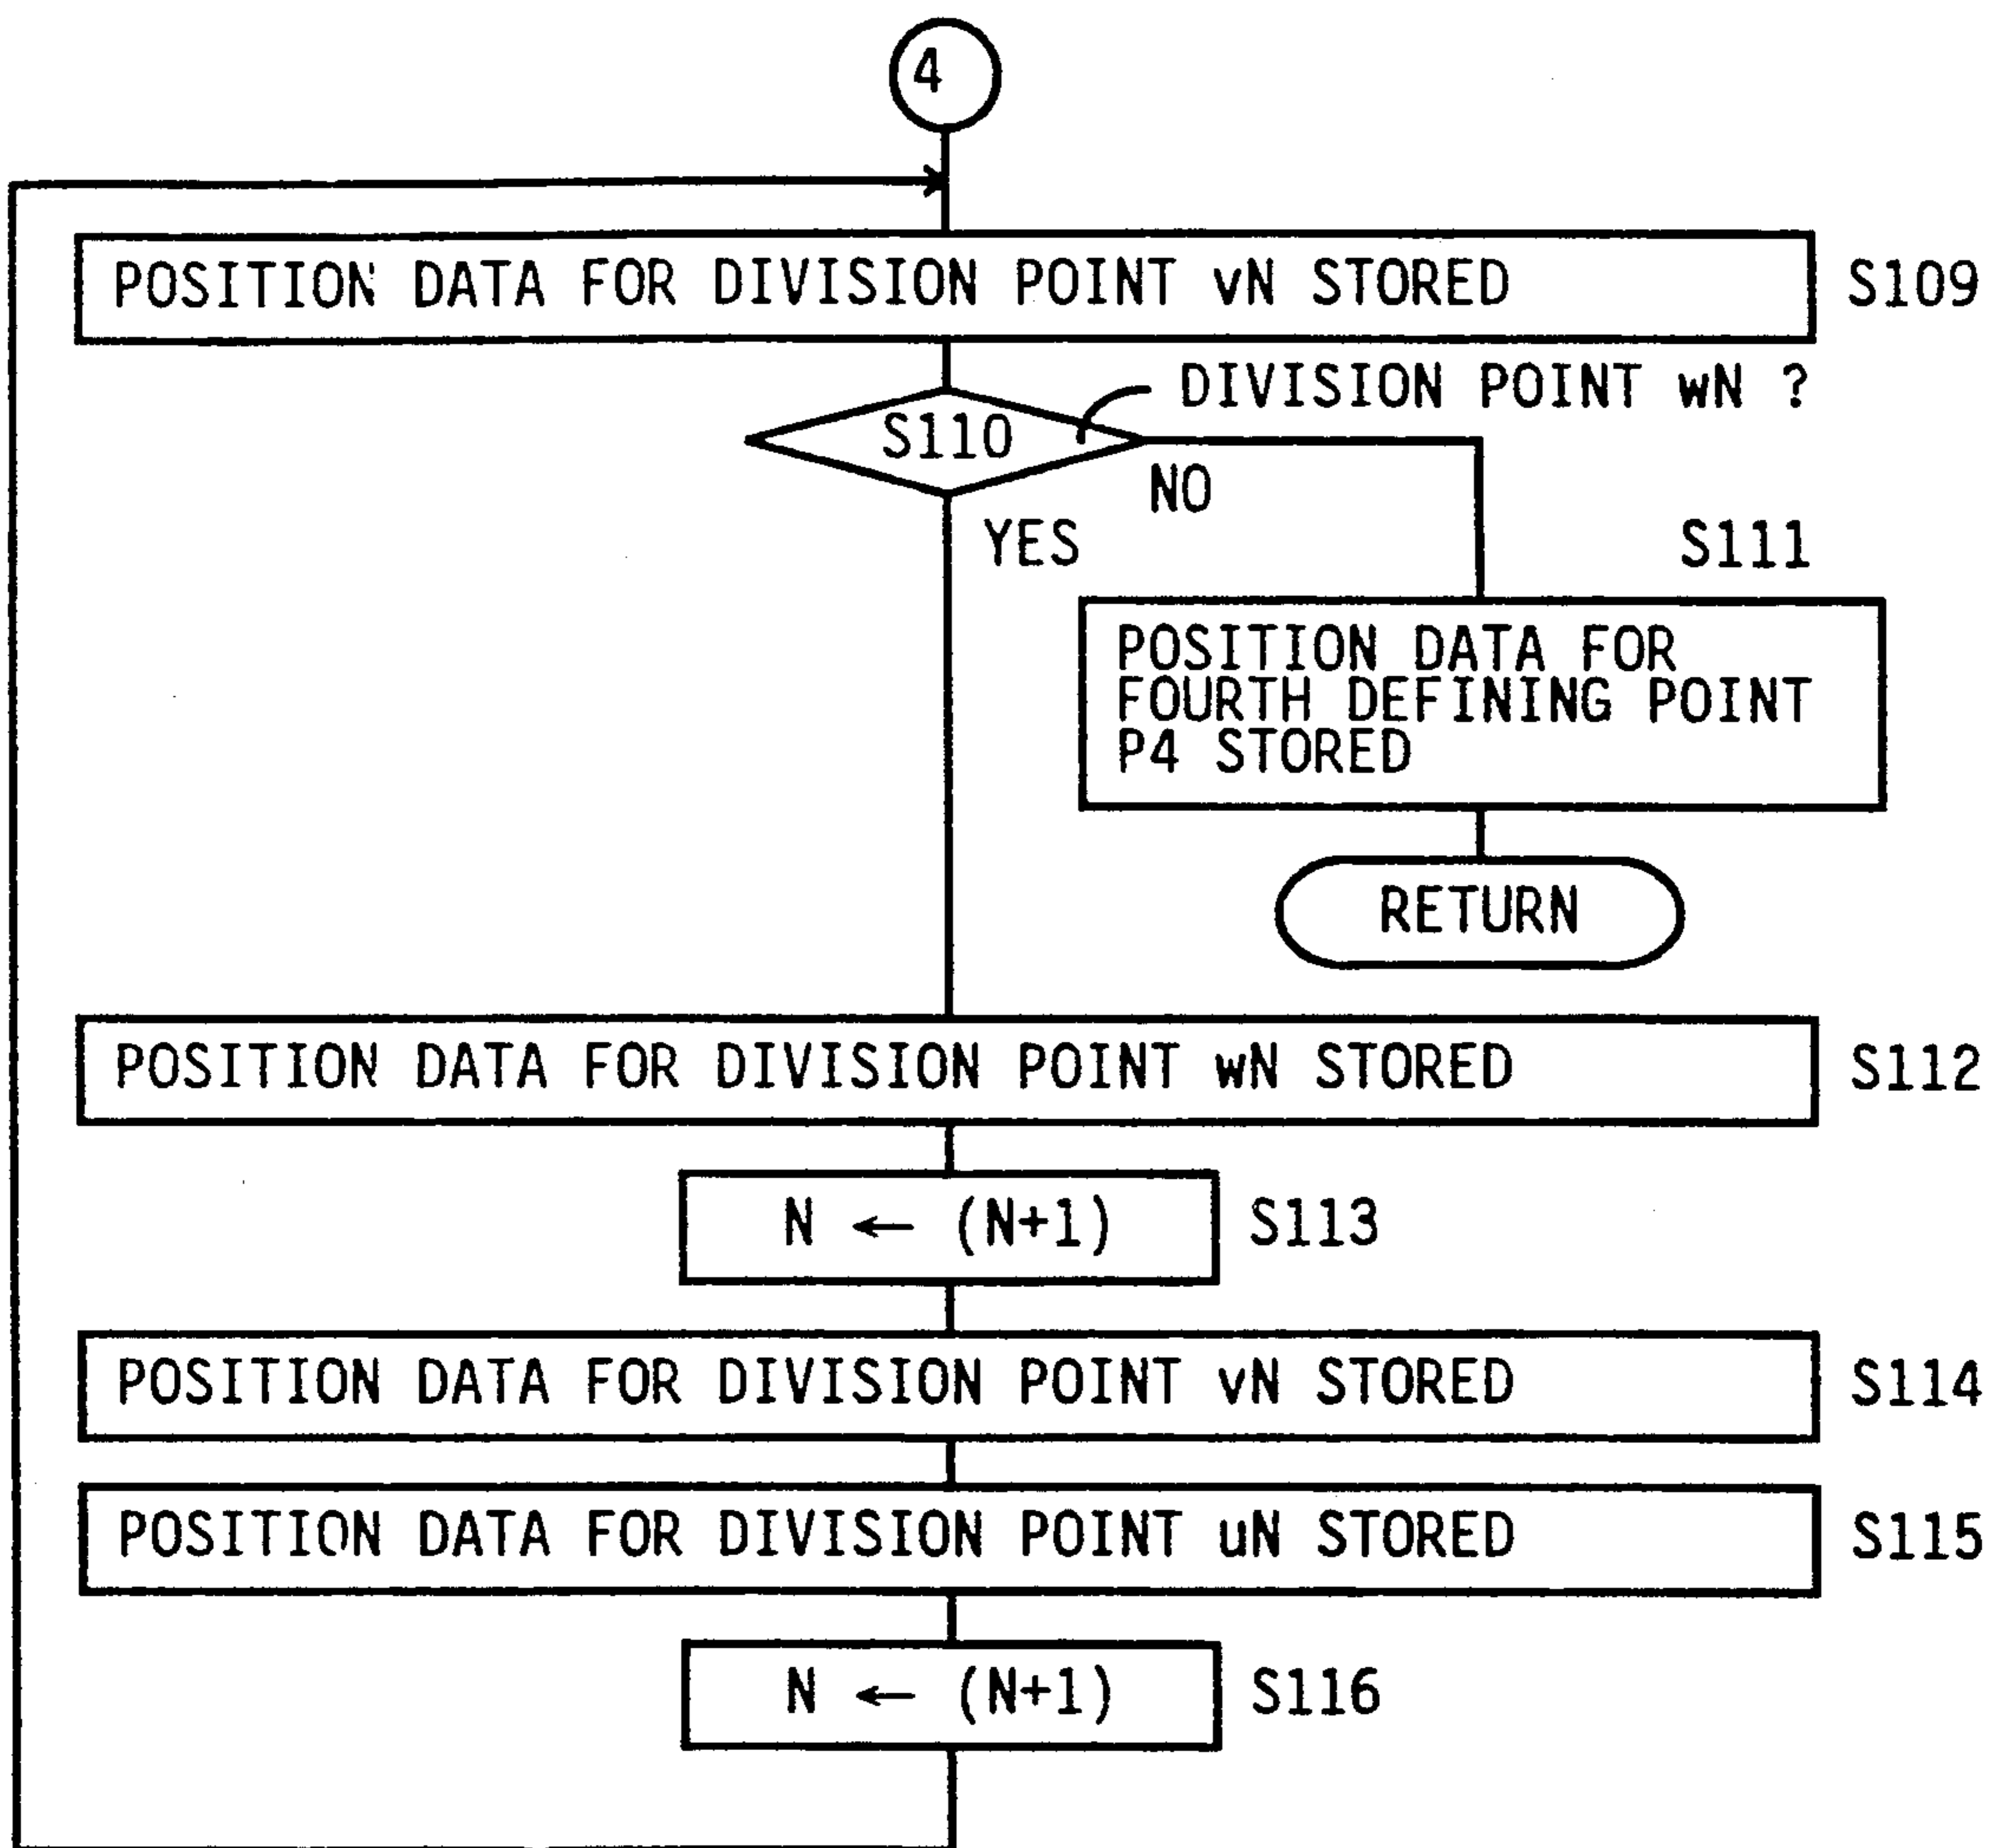 4
POSITION DATA FOR DIVISION POINT vN STORED
S109
DIVISION POINT wN ?
S110
NO
YES
S111
POSITION DATA FOR
FOURTH DEFINING POINT
P4 STORED
RETURN
POSITION DATA FOR DIVISION POINT wN STORED
S112
N ← (N+1)
S113
POSITION DATA FOR DIVISION POINT vN STORED
S114
POSITION DATA FOR DIVISION POINT uN STORED
S115
N ← (N+1)
S116